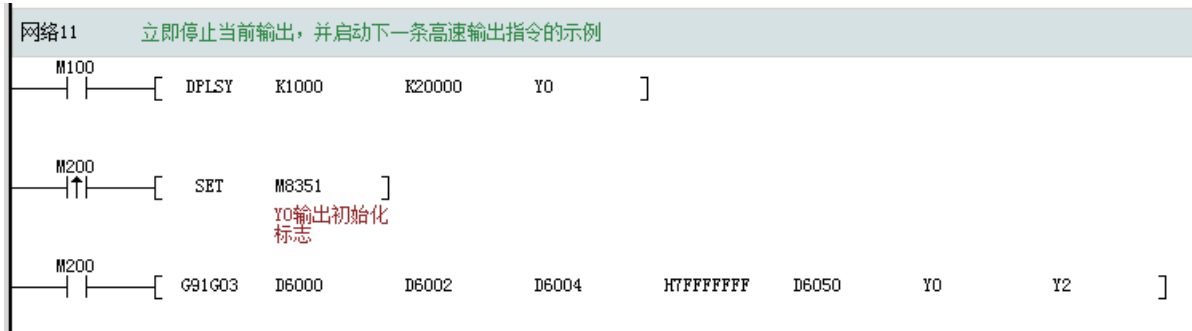 网络11 立即停止当前输出，并启动下一条高速输出指令的示例
M100
DPLSY K1000 K20000 Y0
M200
SET M8351
Y0输出初始化
标志
M200
G91G03 D6000 D6002 D6004 H7FFFFFFF D6050 Y0 Y2